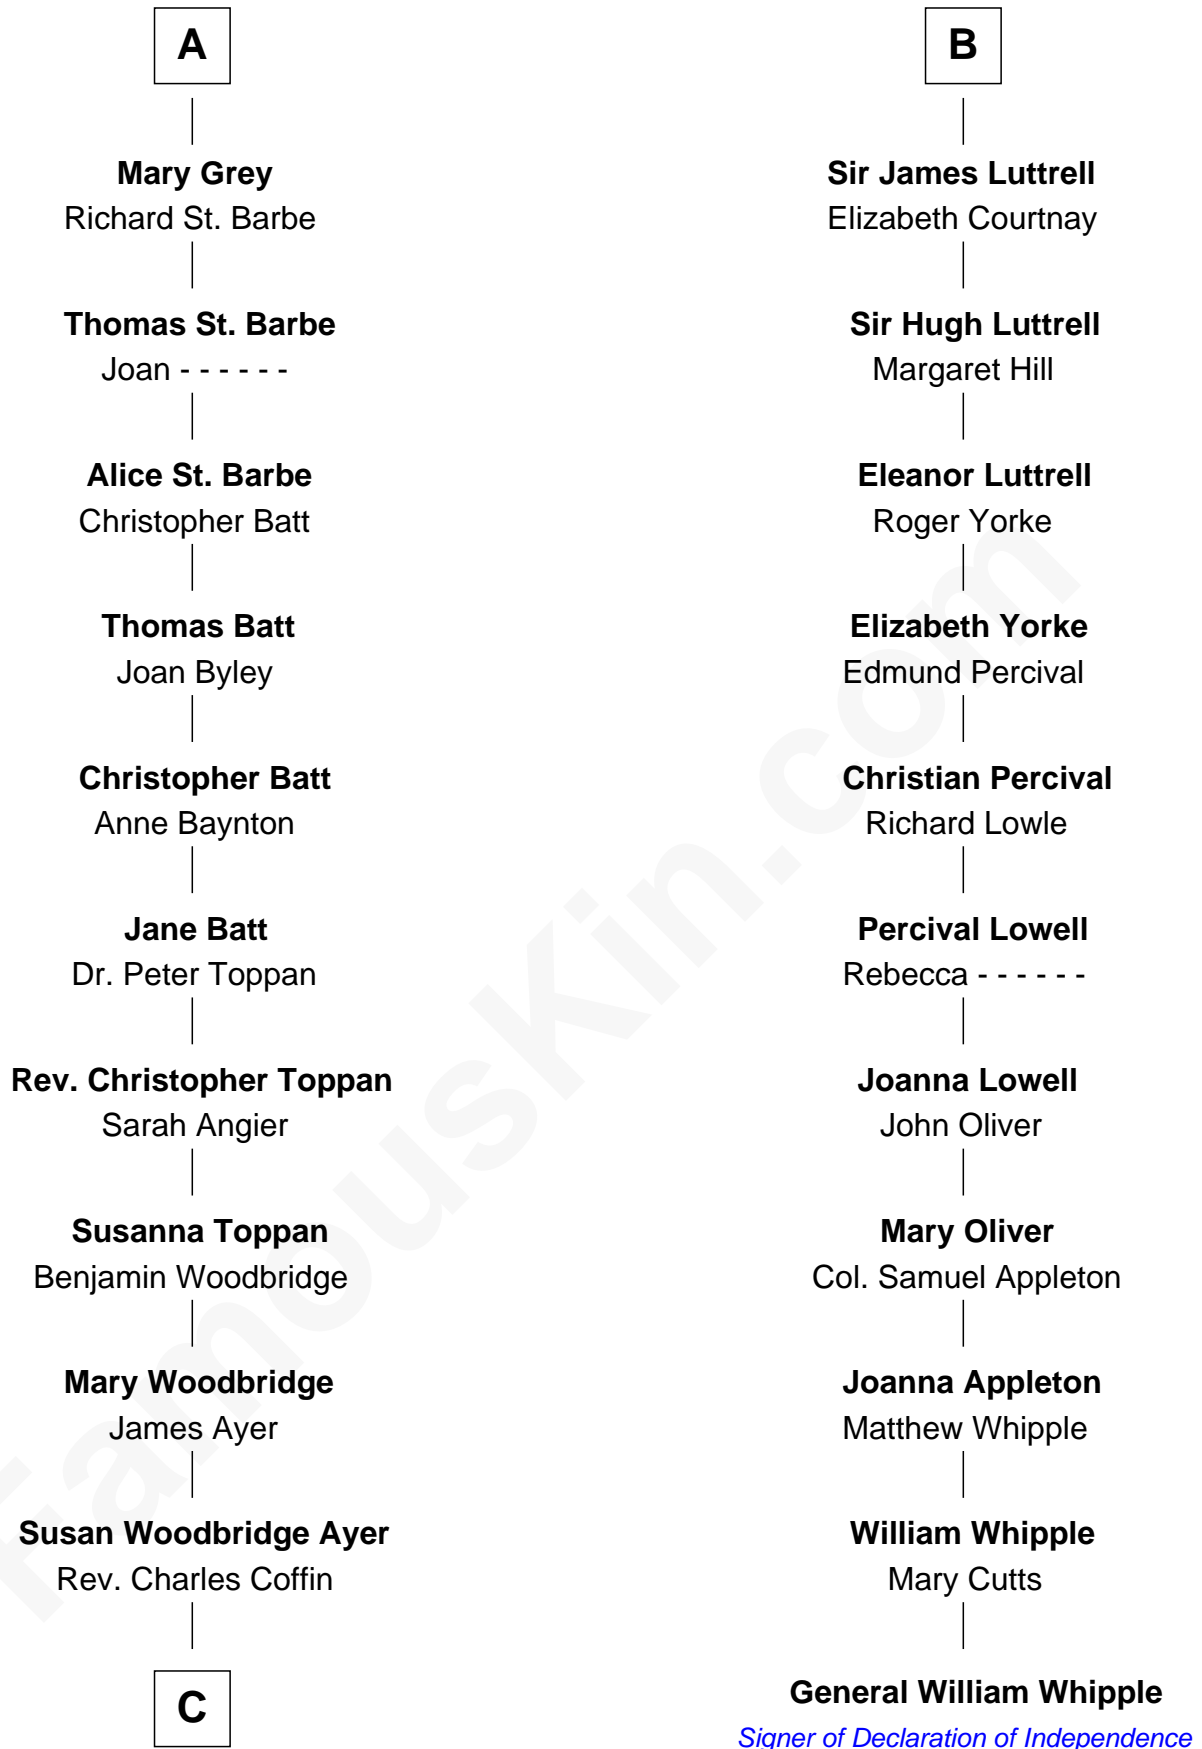 A
Mary Grey
Richard St. Barbe
Thomas St. Barbe
Joan - - - - - -
Alice St. Barbe
Christopher Batt
Thomas Batt
Joan Byley
Christopher Batt
Anne Baynton
Jane Batt
Dr. Peter Toppan
Rev. Christopher Toppan
Sarah Angier
Susanna Toppan
Benjamin Woodbridge
Mary Woodbridge
James Ayer
Susan Woodbridge Ayer
Rev. Charles Coffin
C
B
Sir James Luttrell
Elizabeth Courtnay
Sir Hugh Luttrell
Margaret Hill
Eleanor Luttrell
Roger Yorke
Elizabeth Yorke
Edmund Percival
Christian Percival
Richard Lowle
Percival Lowell
Rebecca - - - - - -
Joanna Lowell
John Oliver
Mary Oliver
Col. Samuel Appleton
Joanna Appleton
Matthew Whipple
William Whipple
Mary Cutts
General William Whipple
Signer of Declaration of Independence
FamousKin.com